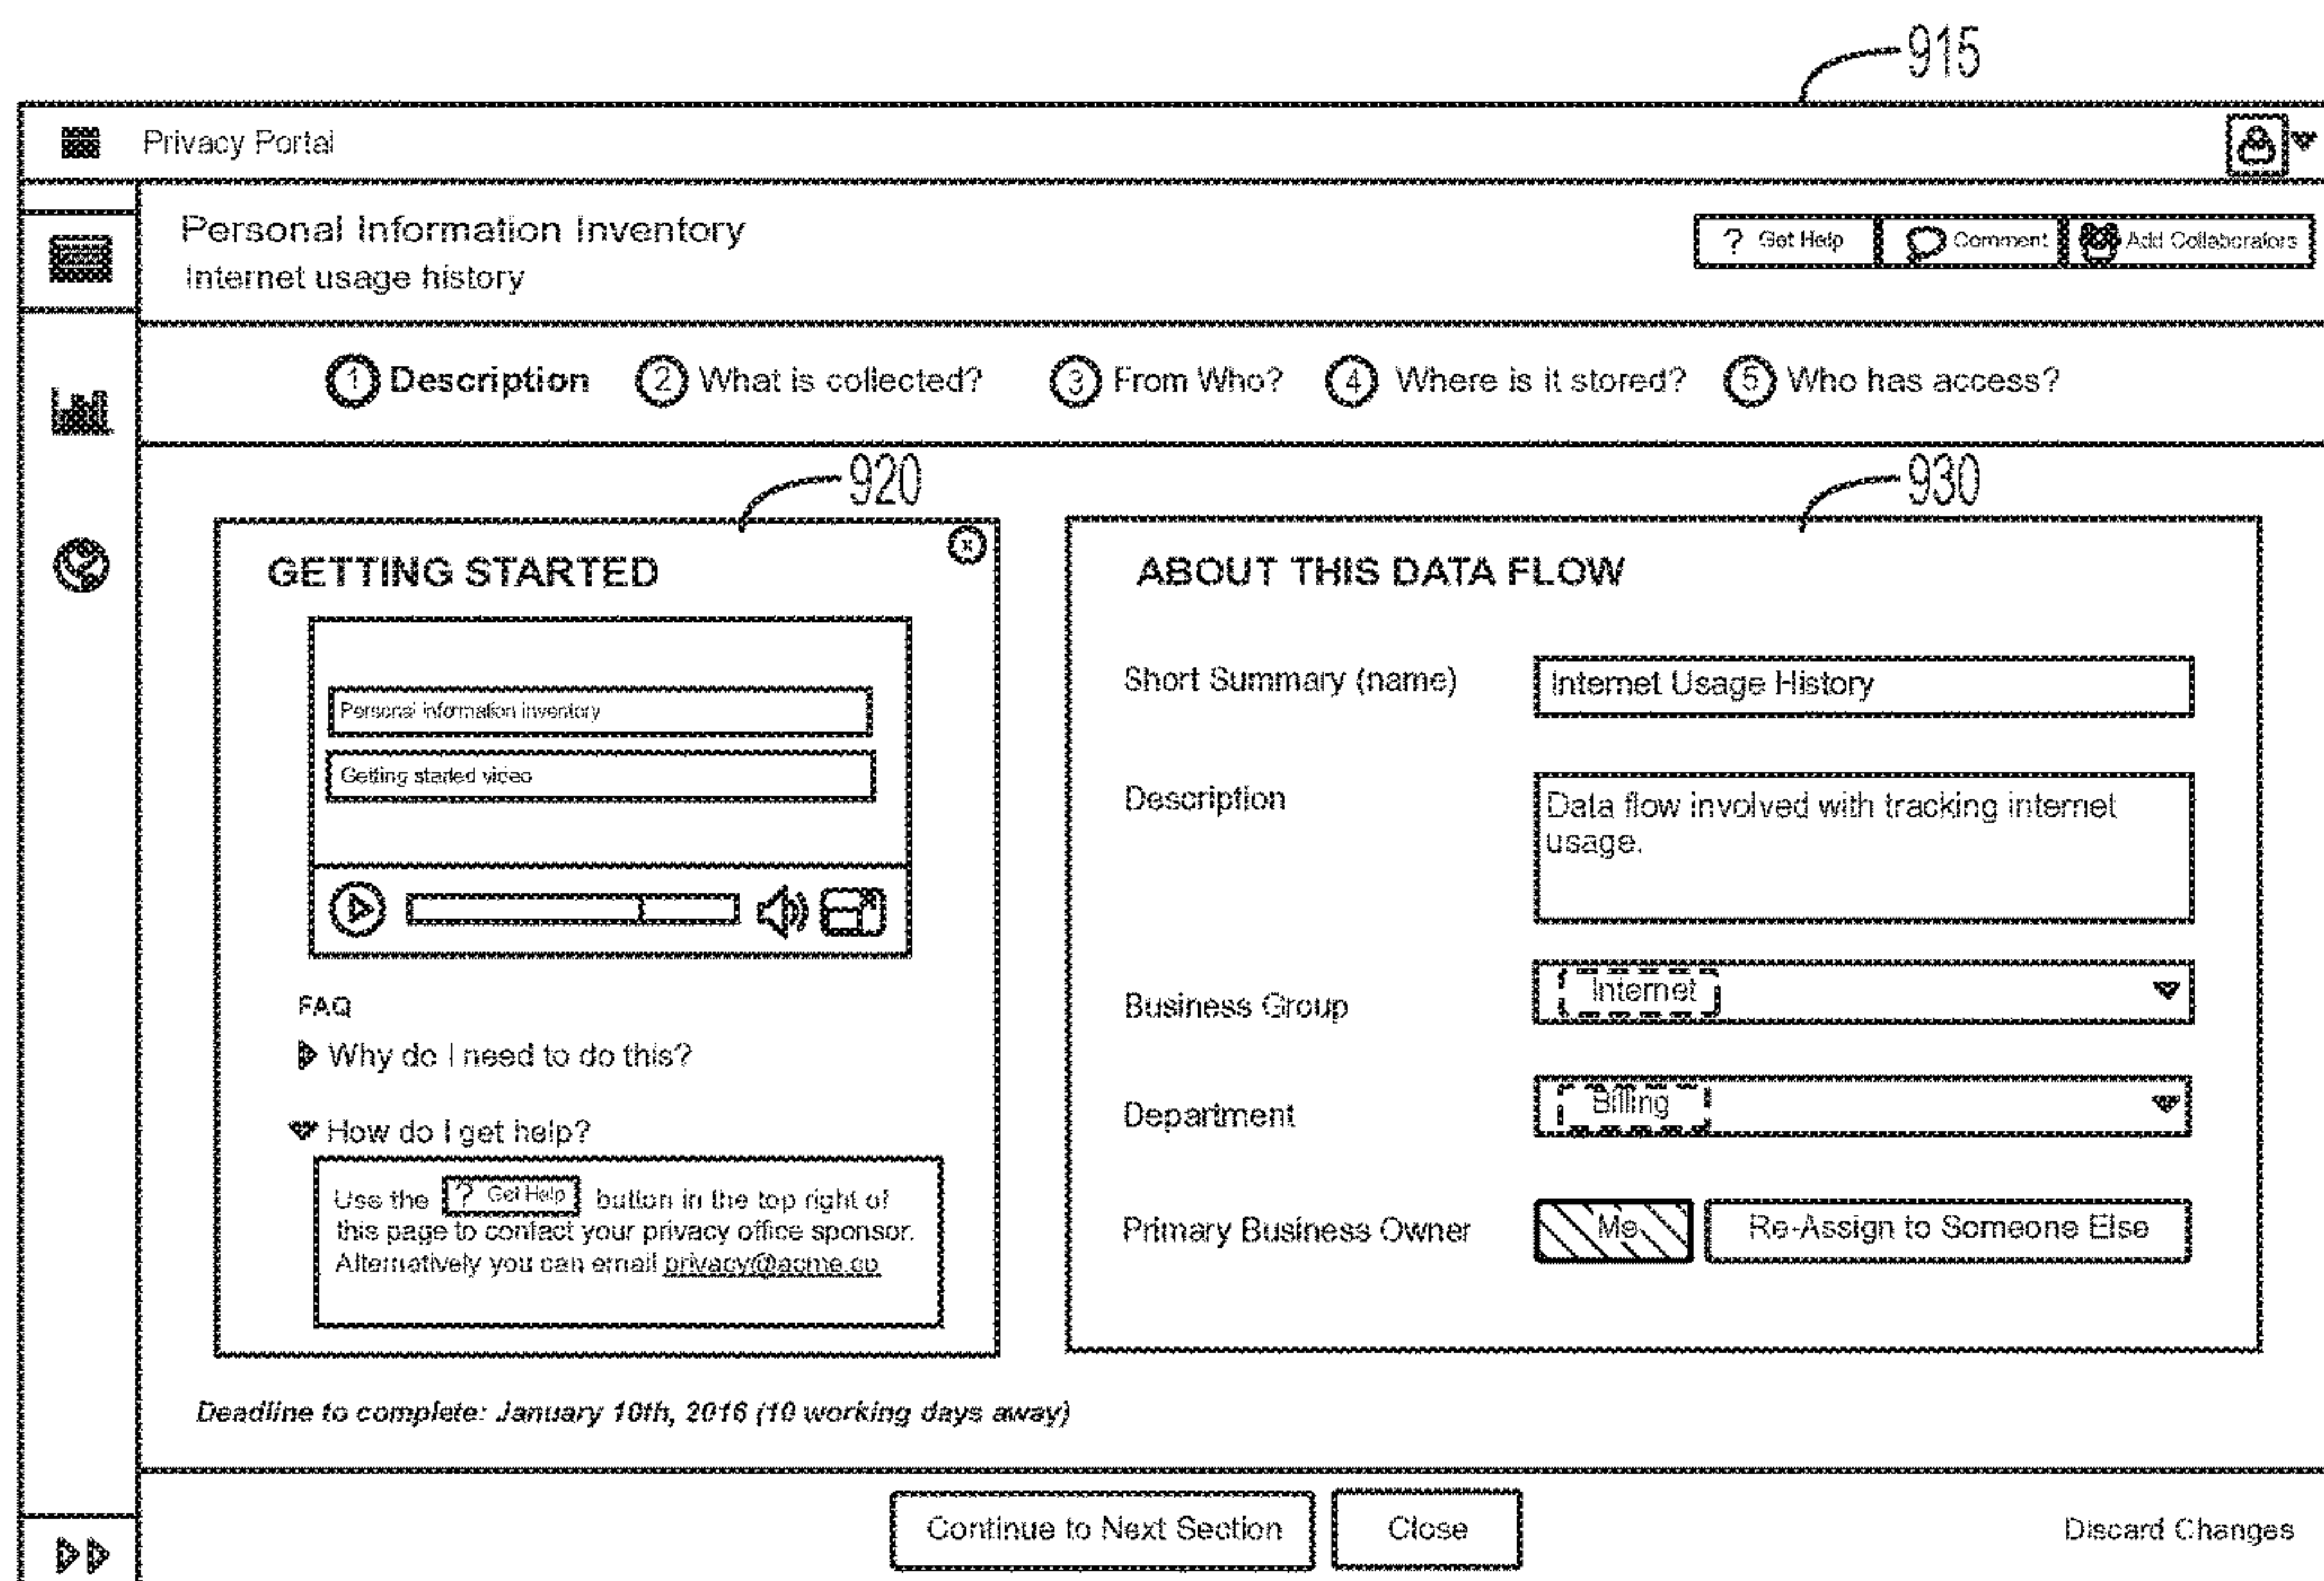 915
Privacy Portal
Personal Information Inventory
Internet usage history
? Get Help
Comment
Add Collaborators
1 Description
2 What is collected?
3 From Who?
4 Where is it stored?
5 Who has access?
920
GETTING STARTED
x
Personal information inventory
Getting started video
FAQ
Why do I need to do this?
How do I get help?
Use the ? Get Help button in the top right of
this page to contact your privacy office sponsor.
Alternatively you can email privacy@acme.co
930
ABOUT THIS DATA FLOW
Short Summary (name)
Internet Usage History
Description
Data flow involved with tracking internet
usage.
Business Group
Internet
Department
Billing
Primary Business Owner
Me
Re-Assign to Someone Else
Deadline to complete: January 10th, 2016 (10 working days away)
Continue to Next Section
Close
Discard Changes